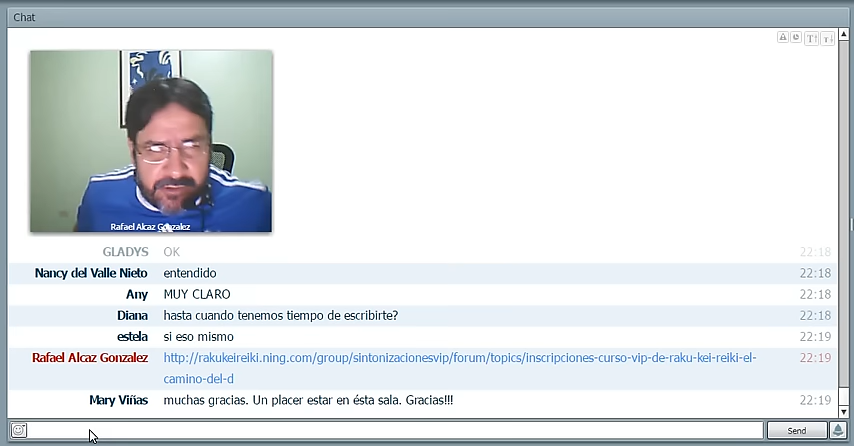 Chat
Rafael Alcaz Gonzalez
GLADYS OK 22:18
Nancy del Valle Nieto entendido 22:18
Any MUY CLARO 22:18
Diana hasta cuando tenemos tiempo de escribirte? 22:18
estela si eso mismo 22:19
Rafael Alcaz Gonzalez http://rakukeireiki.ning.com/group/sintonizacionesvip/forum/topics/inscripciones-curso-vip-de-raku-kei-reiki-el- 22:19
camino-del-d
Mary Viñas muchas gracias. Un placer estar en ésta sala. Gracias!!! 22:19
Send